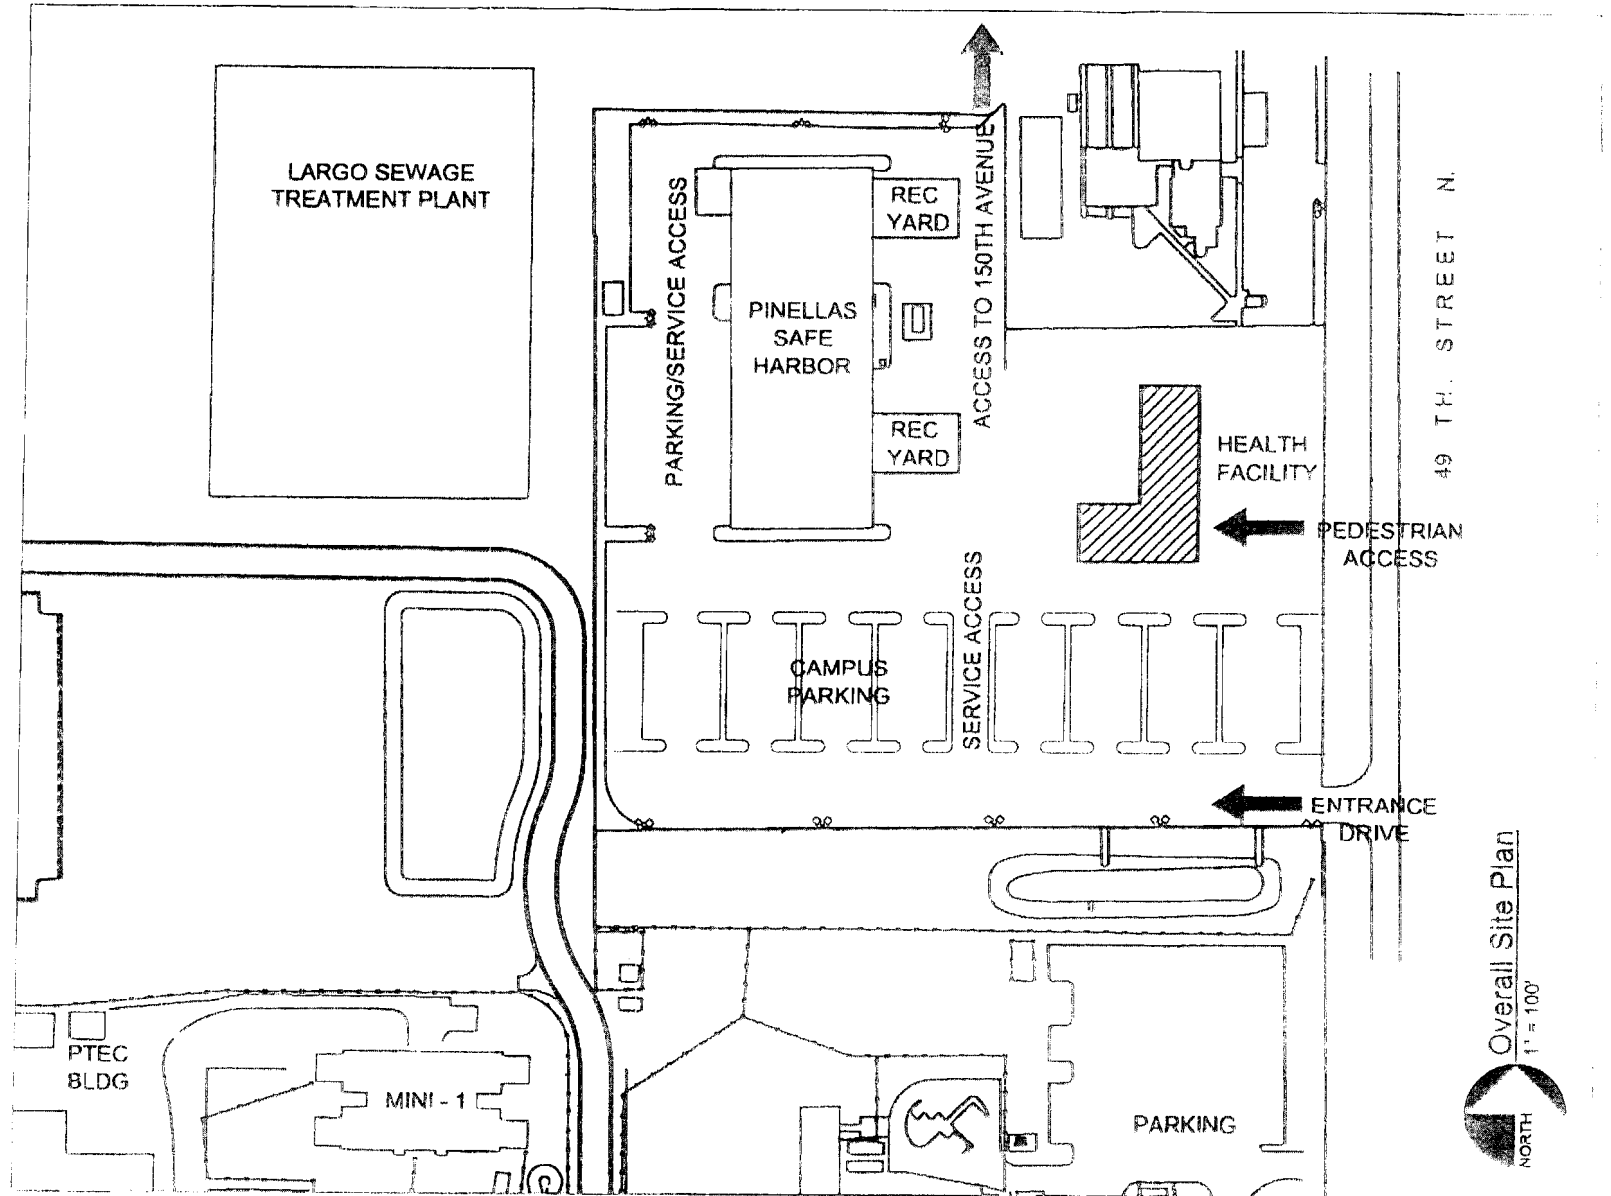 LARGO SEWAGE
TREATMENT PLANT
PARKING/SERVICE ACCESS
REC
YARD
PINELLAS
SAFE
HARBOR
REC
YARD
ACCESS TO 150TH AVENUE
49 TH. STREET N.
HEALTH
FACILITY
PEDESTRIAN
ACCESS
CAMPUS
PARKING
SERVICE ACCESS
ENTRANCE
DRIVE
PTEC
BLDG
MINI - 1
PARKING
Overall Site Plan
1" = 100'
NORTH